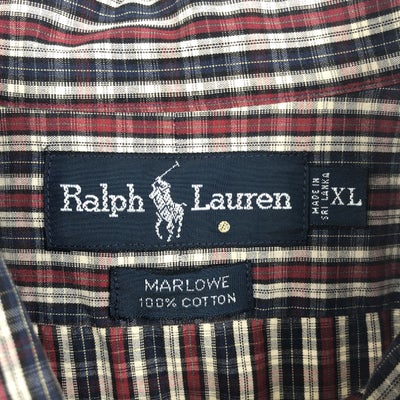 Ralph Lauren
MADE IN
SRI LANKA
XL
MARLOWE
100% COTTON